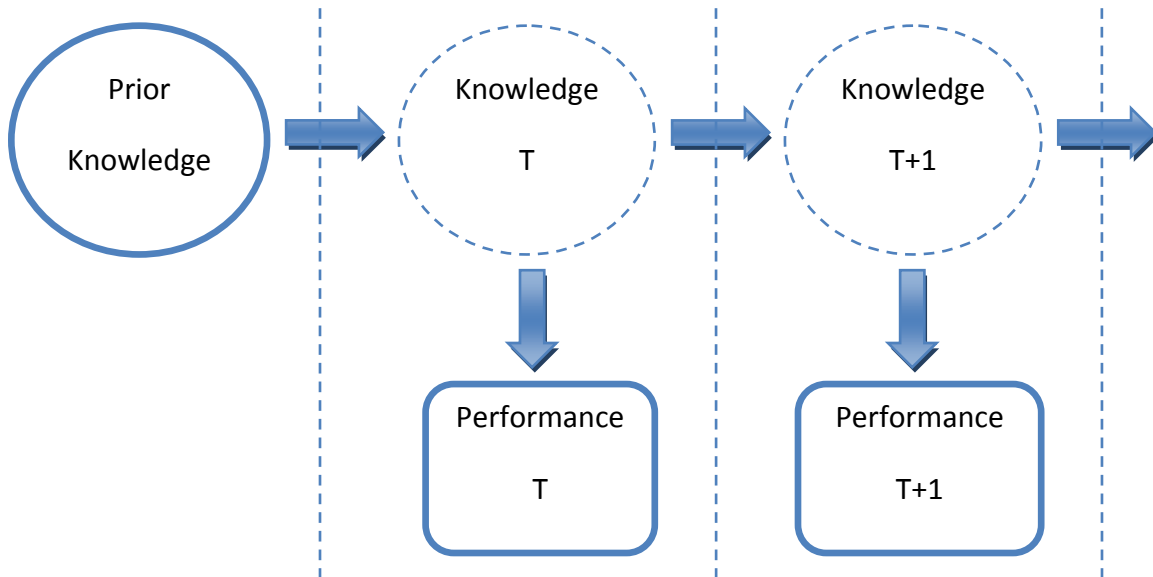 Prior
Knowledge
Knowledge
T
Knowledge
T+1
Performance
T
Performance
T+1